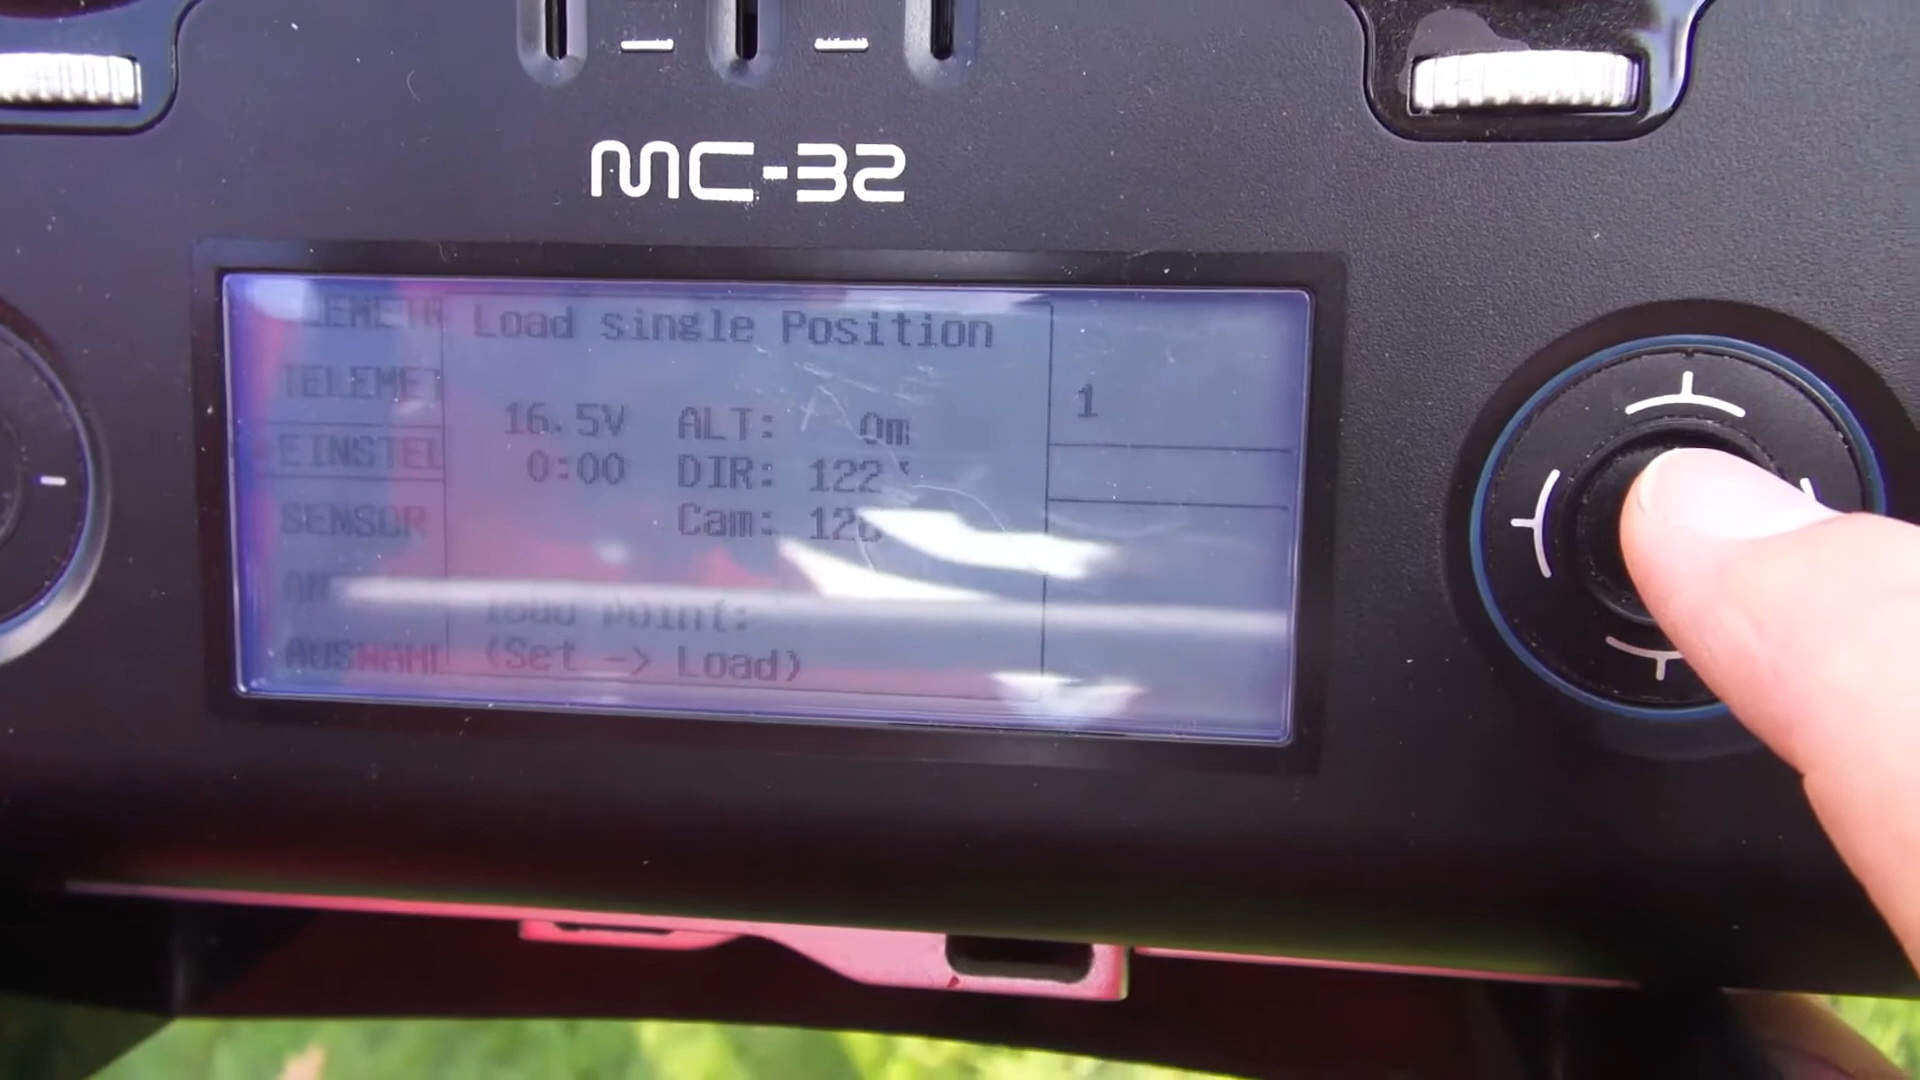 MC-32
Load single Position
TELEMET
16.5V ALT: 0m
1
EINSTEL
0:00 DIR: 122°
SENSOR
Cam:
load point:
AUSWAHL (Set -> Load)